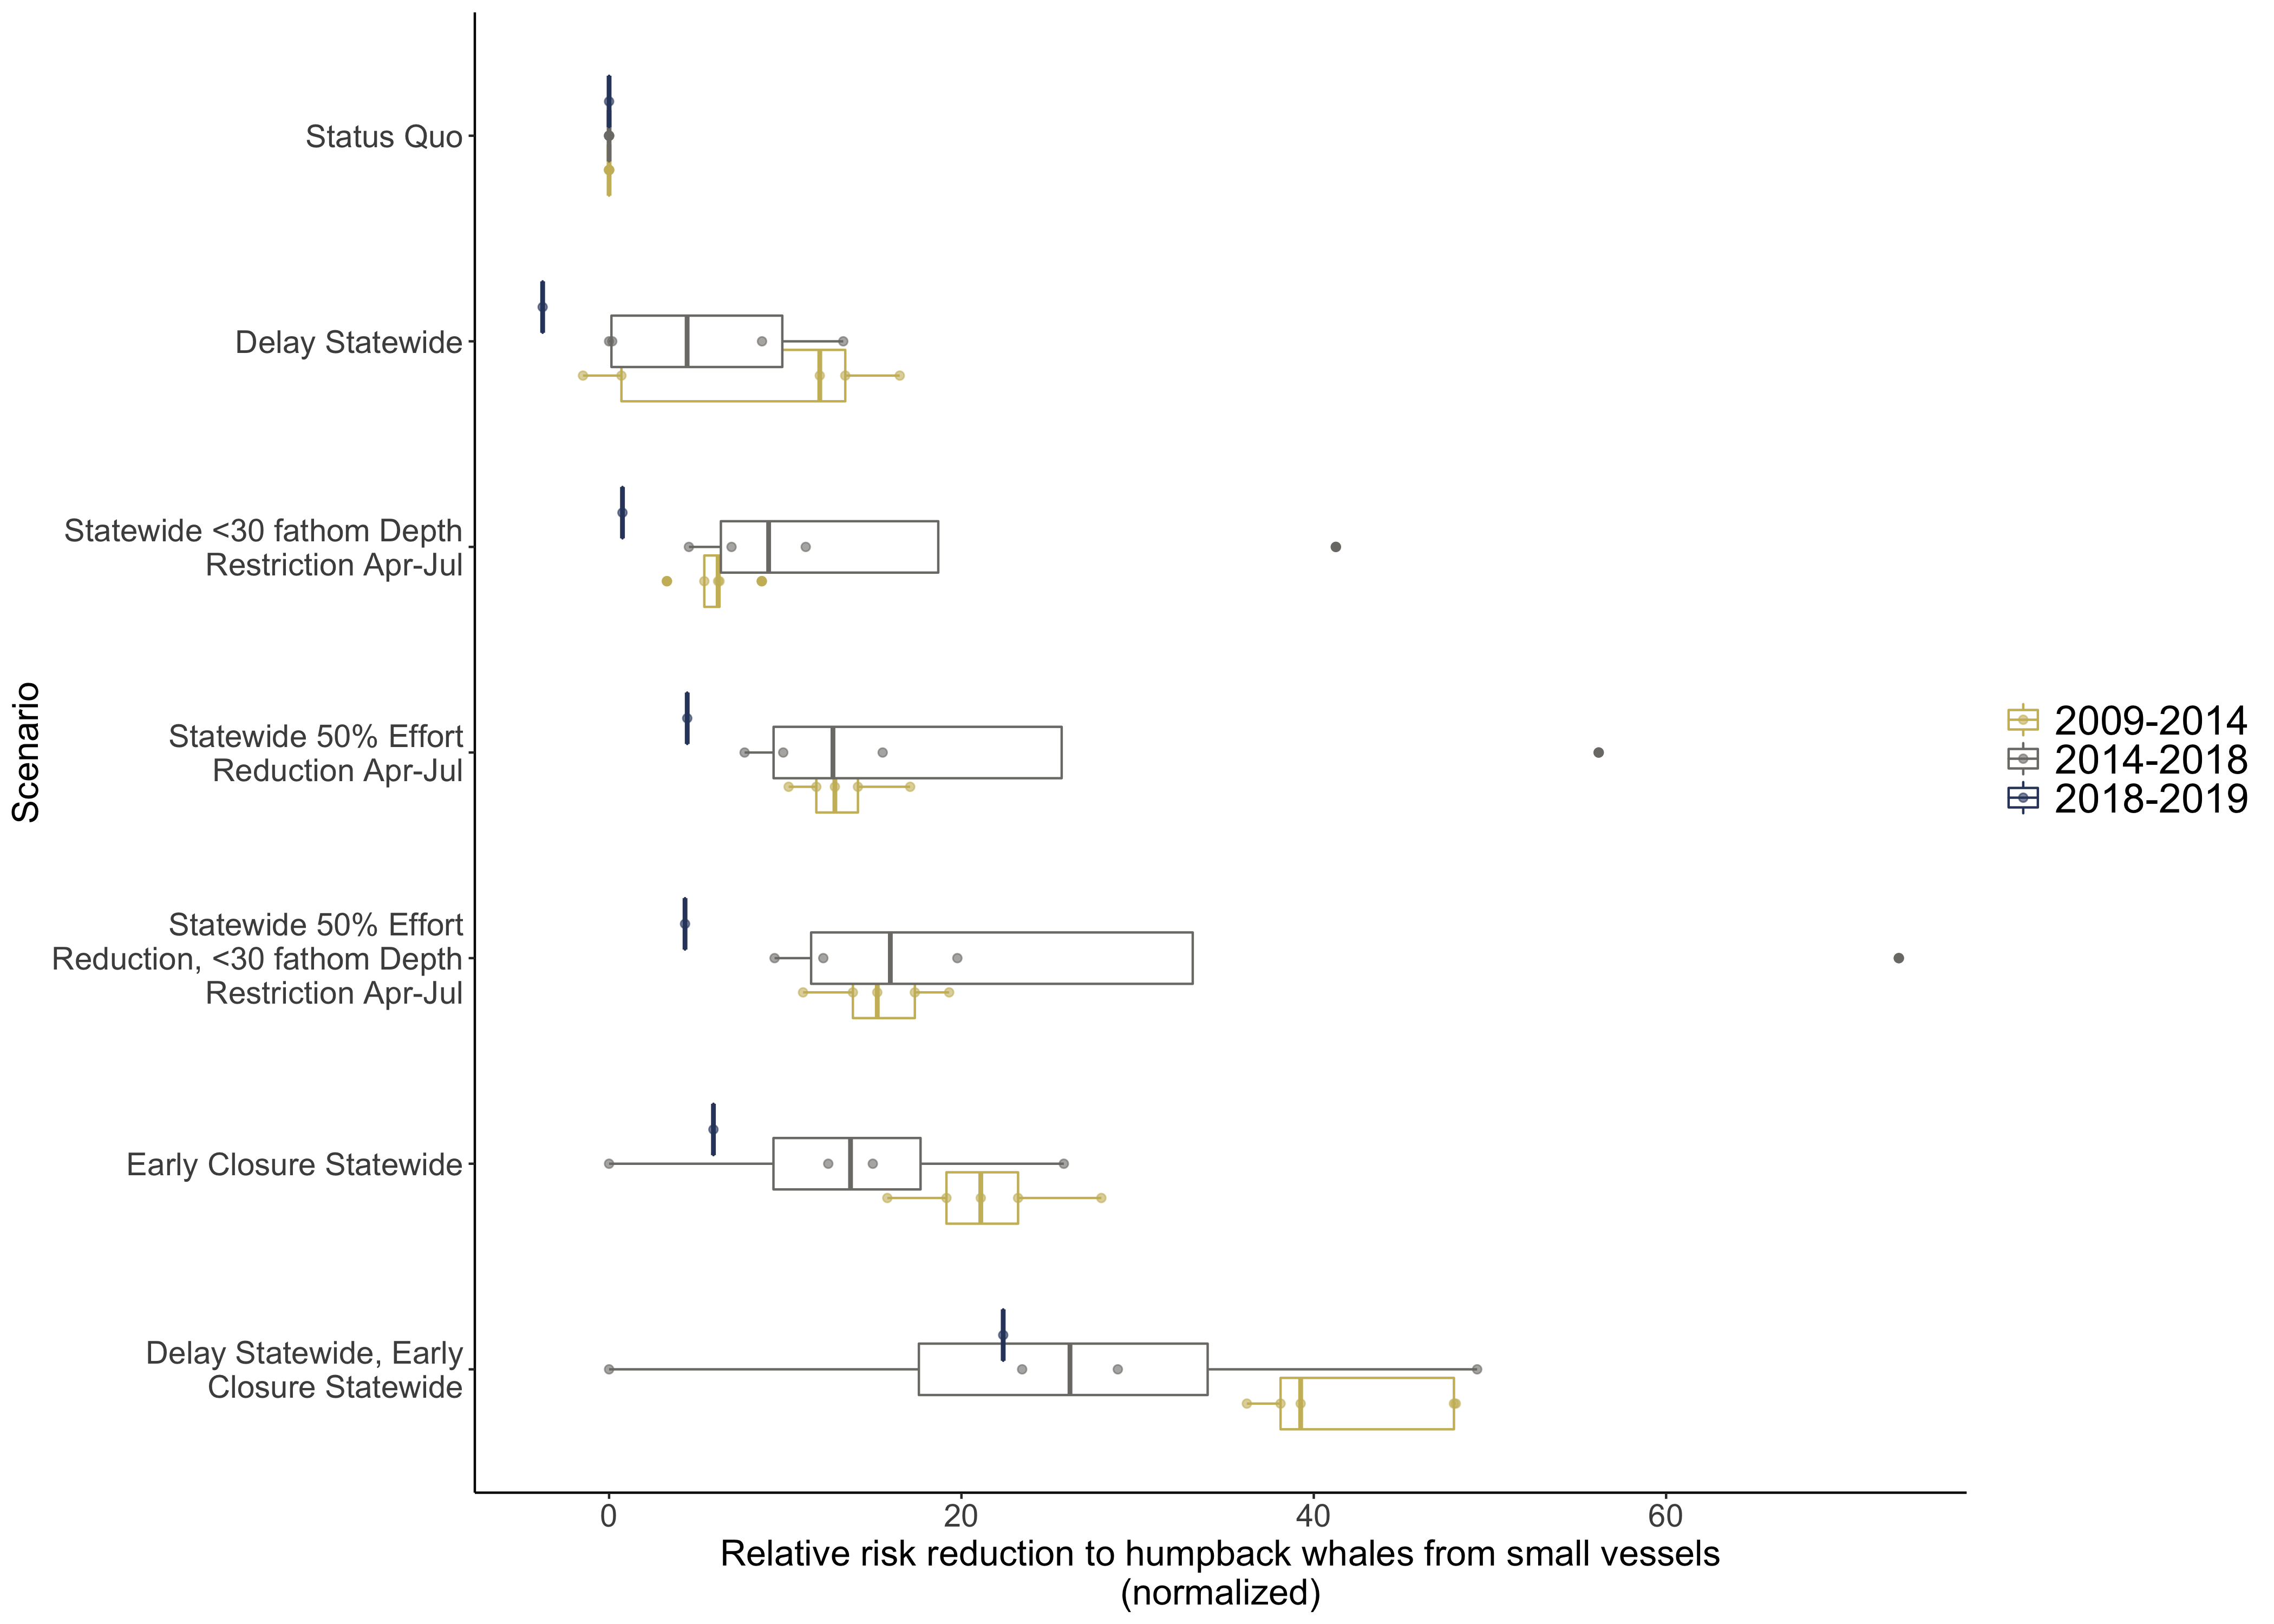 Scenario
Status Quo
Delay Statewide
Statewide <30 fathom Depth
Restriction Apr-Jul
Statewide 50% Effort
Reduction Apr-Jul
Statewide 50% Effort
Reduction, <30 fathom Depth
Restriction Apr-Jul
Early Closure Statewide
Delay Statewide, Early
Closure Statewide
0 20 40 60
Relative risk reduction to humpback whales from small vessels
(normalized)
2009-2014
2014-2018
2018-2019